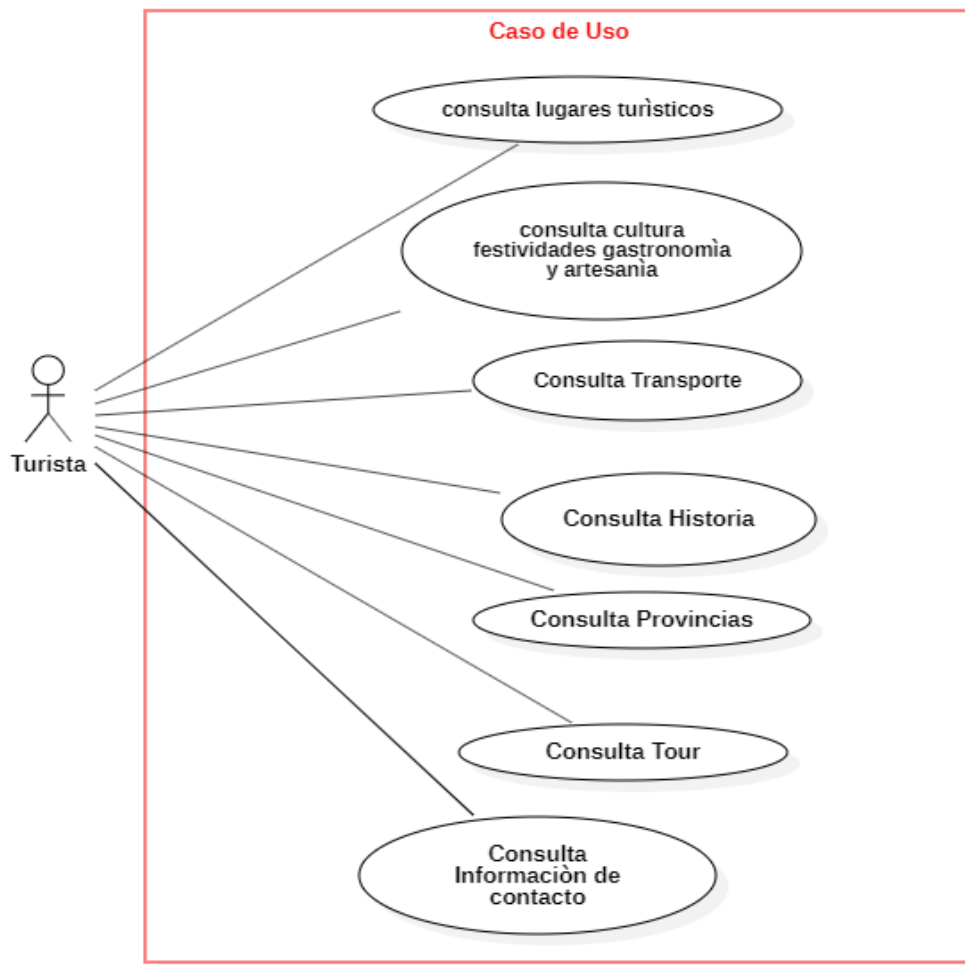 Caso de Uso
consulta lugares turìsticos
consulta cultura
festividades gastronomìa
y artesanìa
Consulta Transporte
Turista
Consulta Historia
Consulta Provincias
Consulta Tour
Consulta
Informaciòn de
contacto